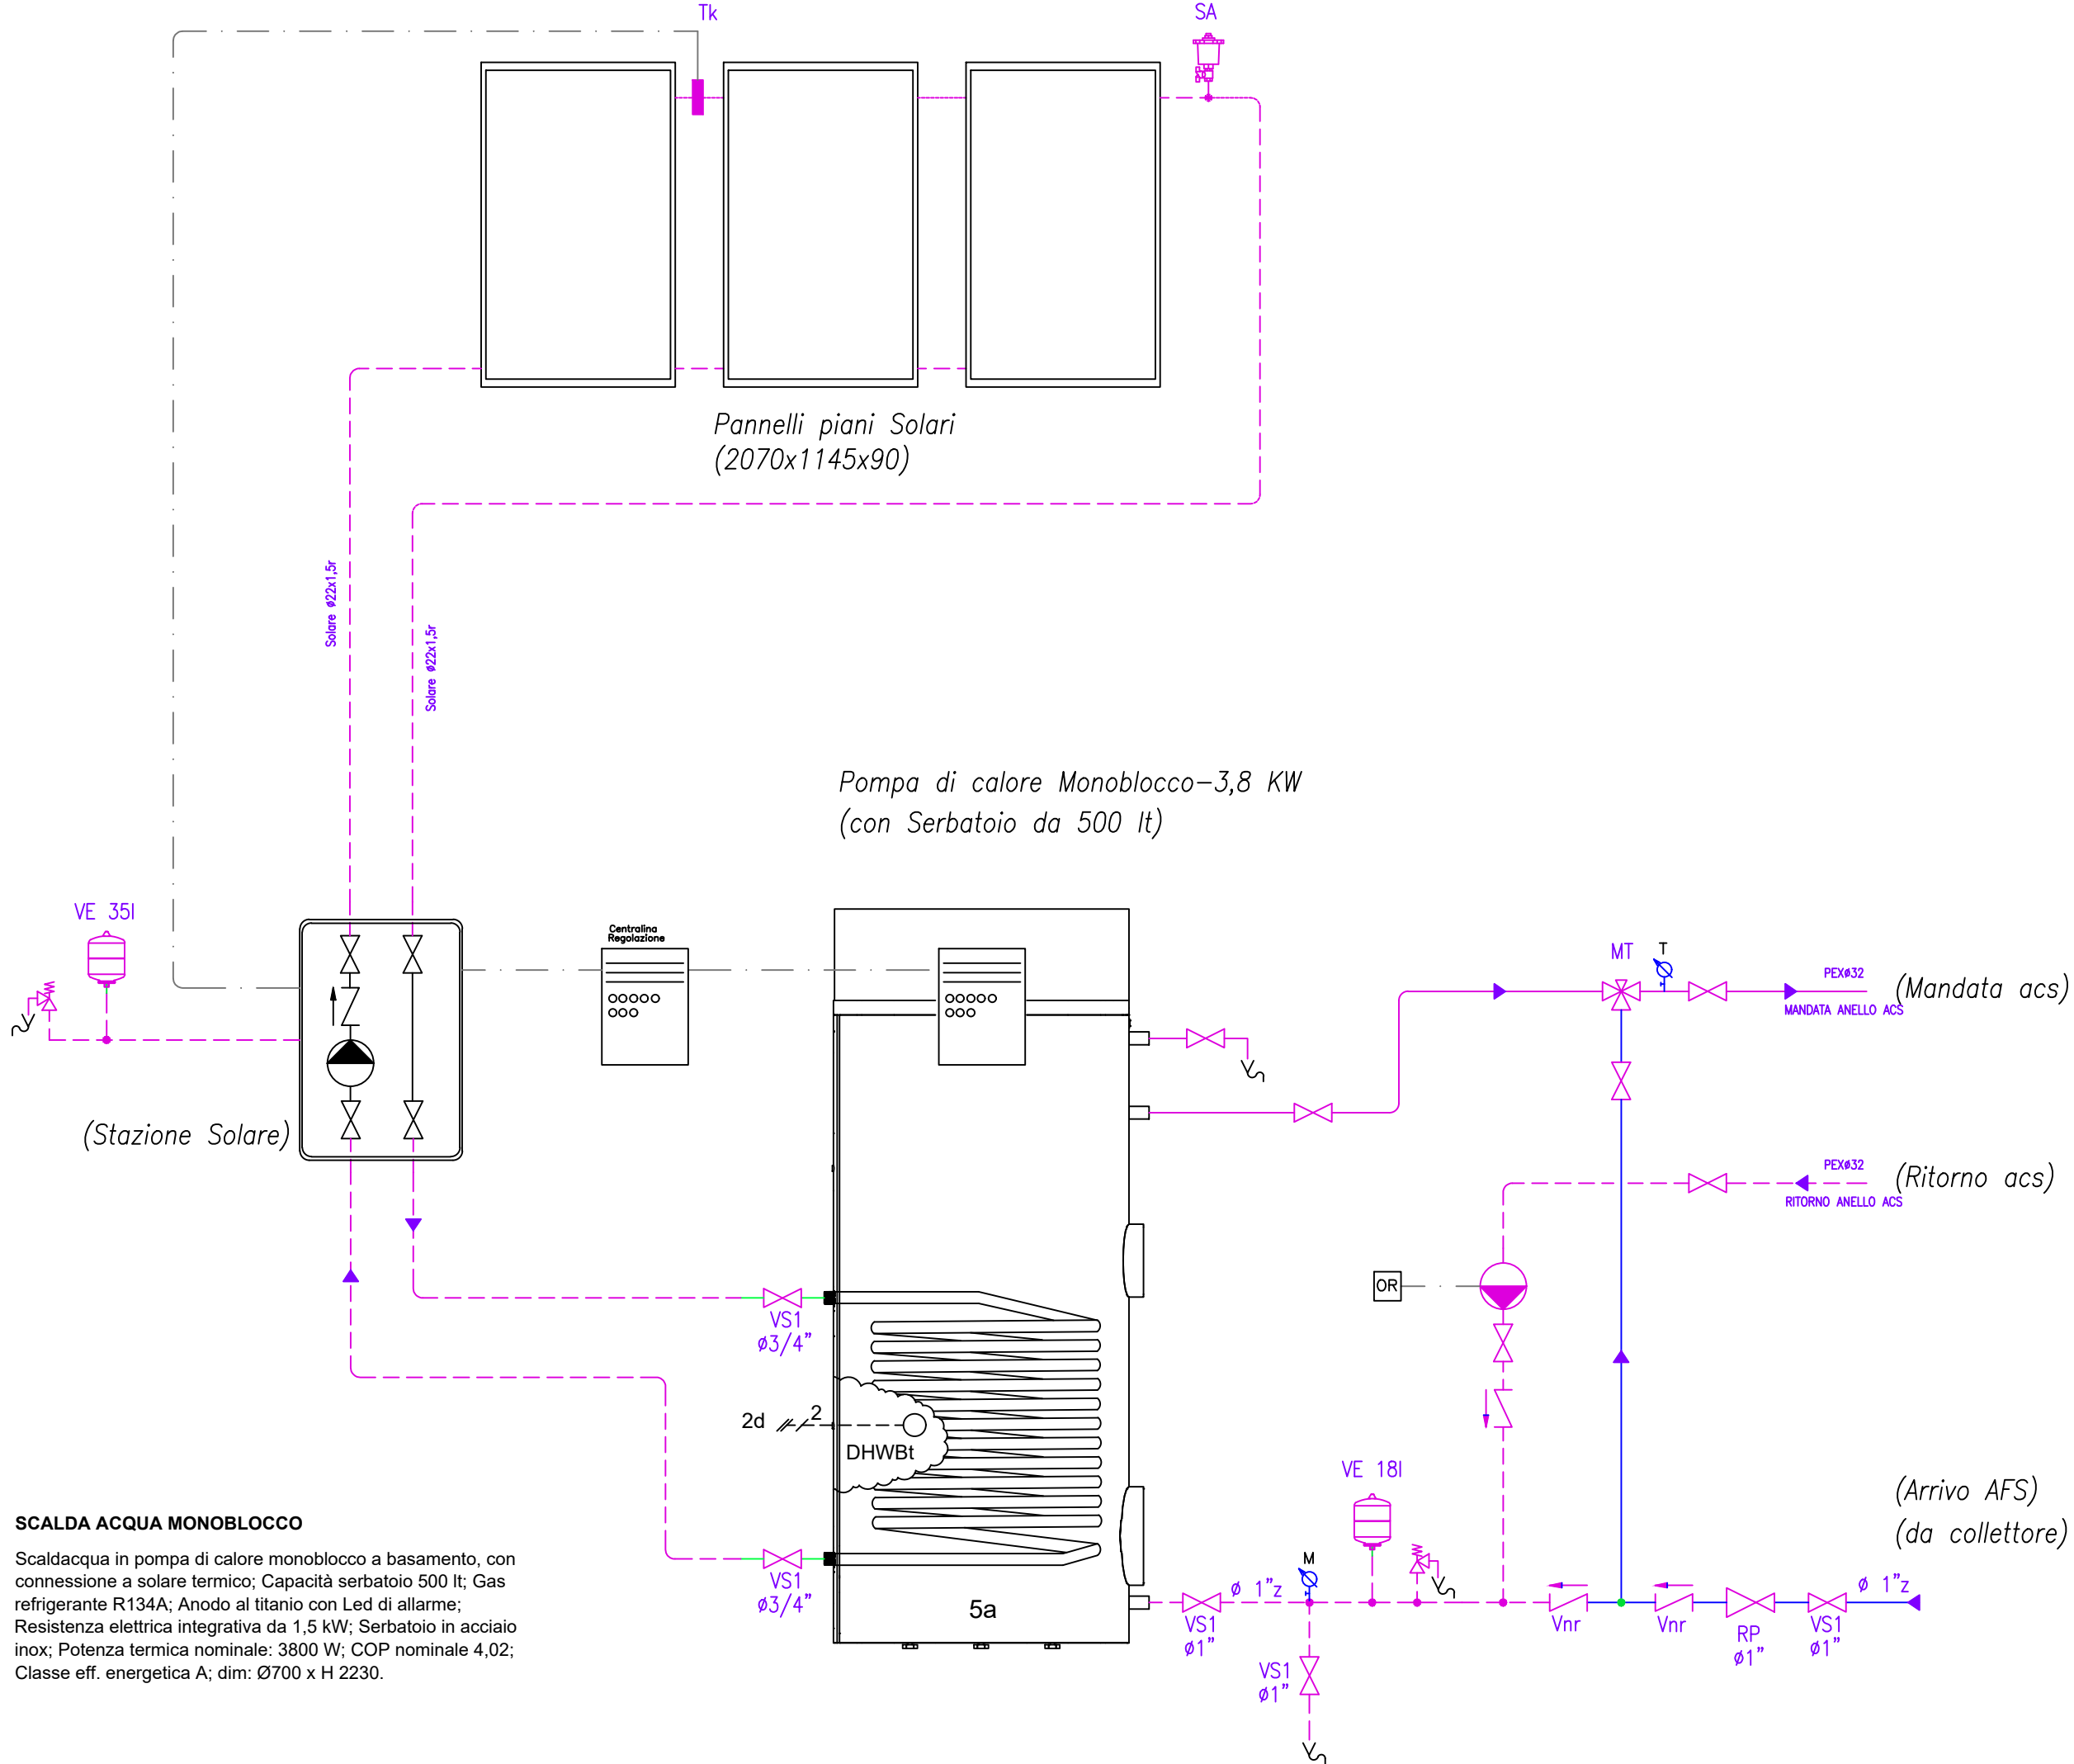 Tk
SA
Pannelli piani Solari
(2070x1145x90)
Solare ø22x1,5r
Solare ø22x1,5r
Pompa di calore Monoblocco-3,8 KW
(con Serbatoio da 500 lt)
VE 35l
Centralina
Regolazione
(Stazione Solare)
MT
T
PEXø32
MANDATA ANELLO ACS
(Mandata acs)
PEXø32
RITORNO ANELLO ACS
(Ritorno acs)
OR
VS1
ø3/4”
2d
2
DHWBt
VS1
ø3/4”
5a
VE 18l
M
ø 1”z
VS1
ø1”
VS1
ø1”
Vnr
Vnr
RP
ø1”
VS1
ø1”
ø 1”z
(Arrivo AFS)
(da collettore)
SCALDA ACQUA MONOBLOCCO
Scaldacqua in pompa di calore monoblocco a basamento, con
connessione a solare termico; Capacità serbatoio 500 lt; Gas
refrigerante R134A; Anodo al titanio con Led di allarme;
Resistenza elettrica integrativa da 1,5 kW; Serbatoio in acciaio
inox; Potenza termica nominale: 3800 W; COP nominale 4,02;
Classe eff. energetica A; dim: Ø700 x H 2230.